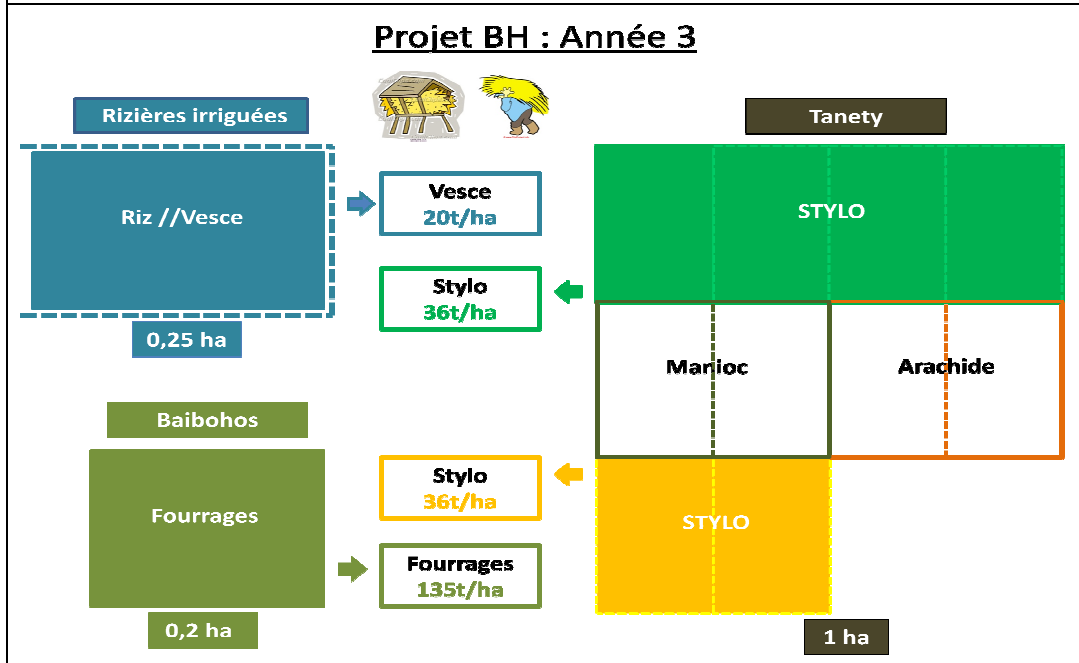 Projet BH : Année 3
Rizières irriguées
Tanety
Riz //Vesce
Vesce
20t/ha
STYLO
Stylo
36t/ha
0,25 ha
Manioc
Arachide
Baibohos
Stylo
36t/ha
Fourrages
STYLO
Fourrages
135t/ha
0,2 ha
1 ha